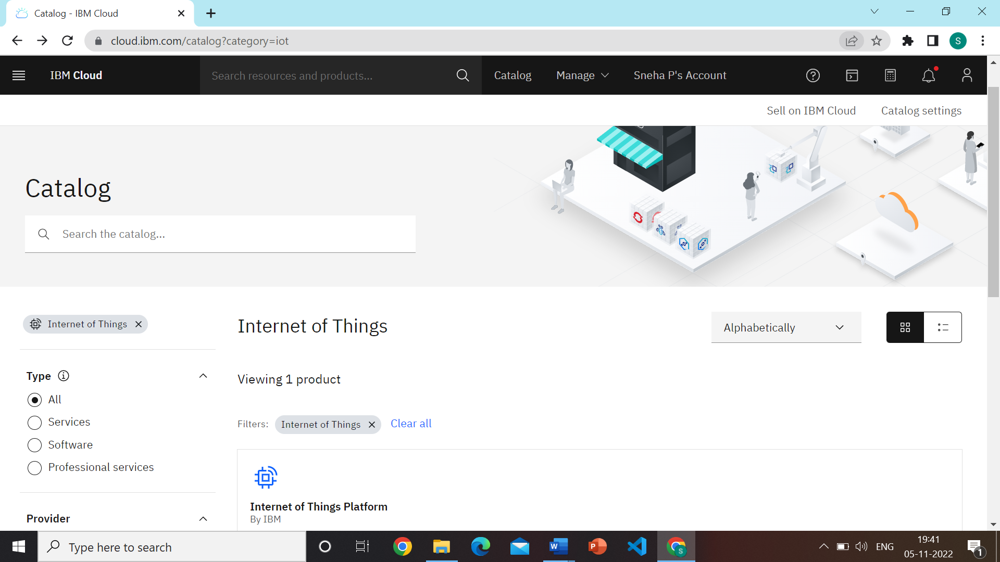 Catalog - IBM Cloud
cloud.ibm.com/catalog?category=iot
S
IBM Cloud
Search resources and products...
Catalog
Manage
Sneha P's Account
Sell on IBM Cloud
Catalog settings
Catalog
Search the catalog...
Internet of Things
Internet of Things
Alphabetically
Type
Viewing 1 product
All
Services
Filters: Internet of Things Clear all
Software
Professional services
Internet of Things Platform
By IBM
Provider
Type here to search
W
P
S
ENG
19:41
05-11-2022
1